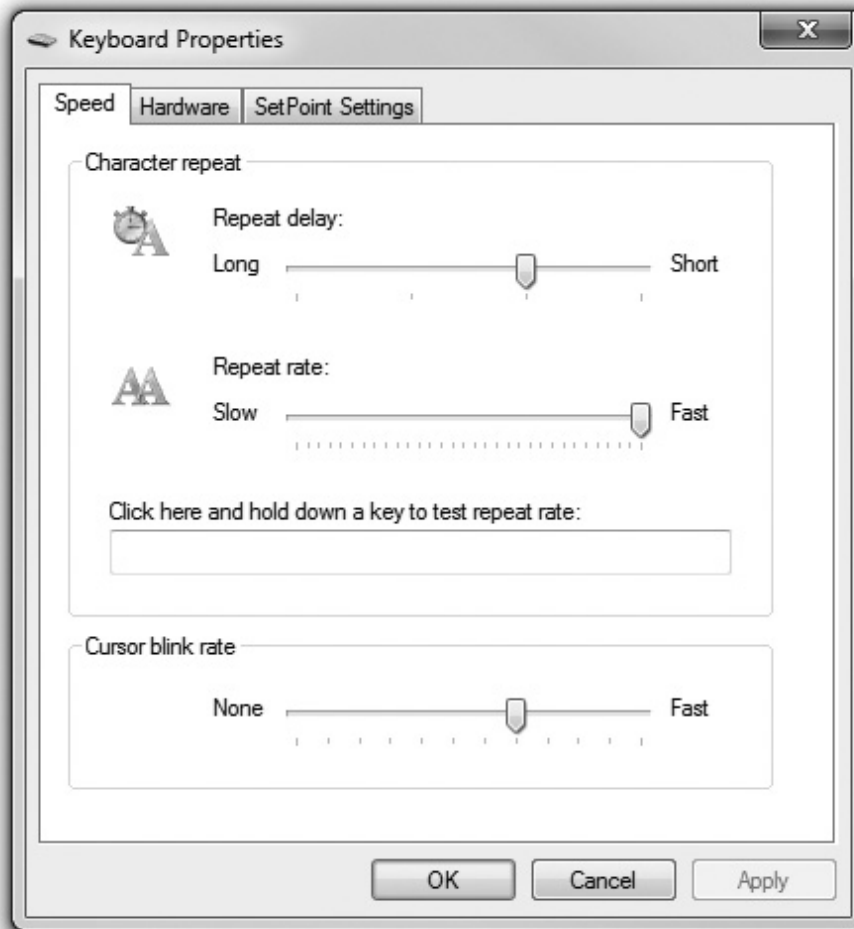 Keyboard Properties
Speed Hardware SetPoint Settings
Character repeat
Repeat delay:
Long Short
Repeat rate:
Slow Fast
Click here and hold down a key to test repeat rate:
Cursor blink rate
None Fast
OK Cancel Apply